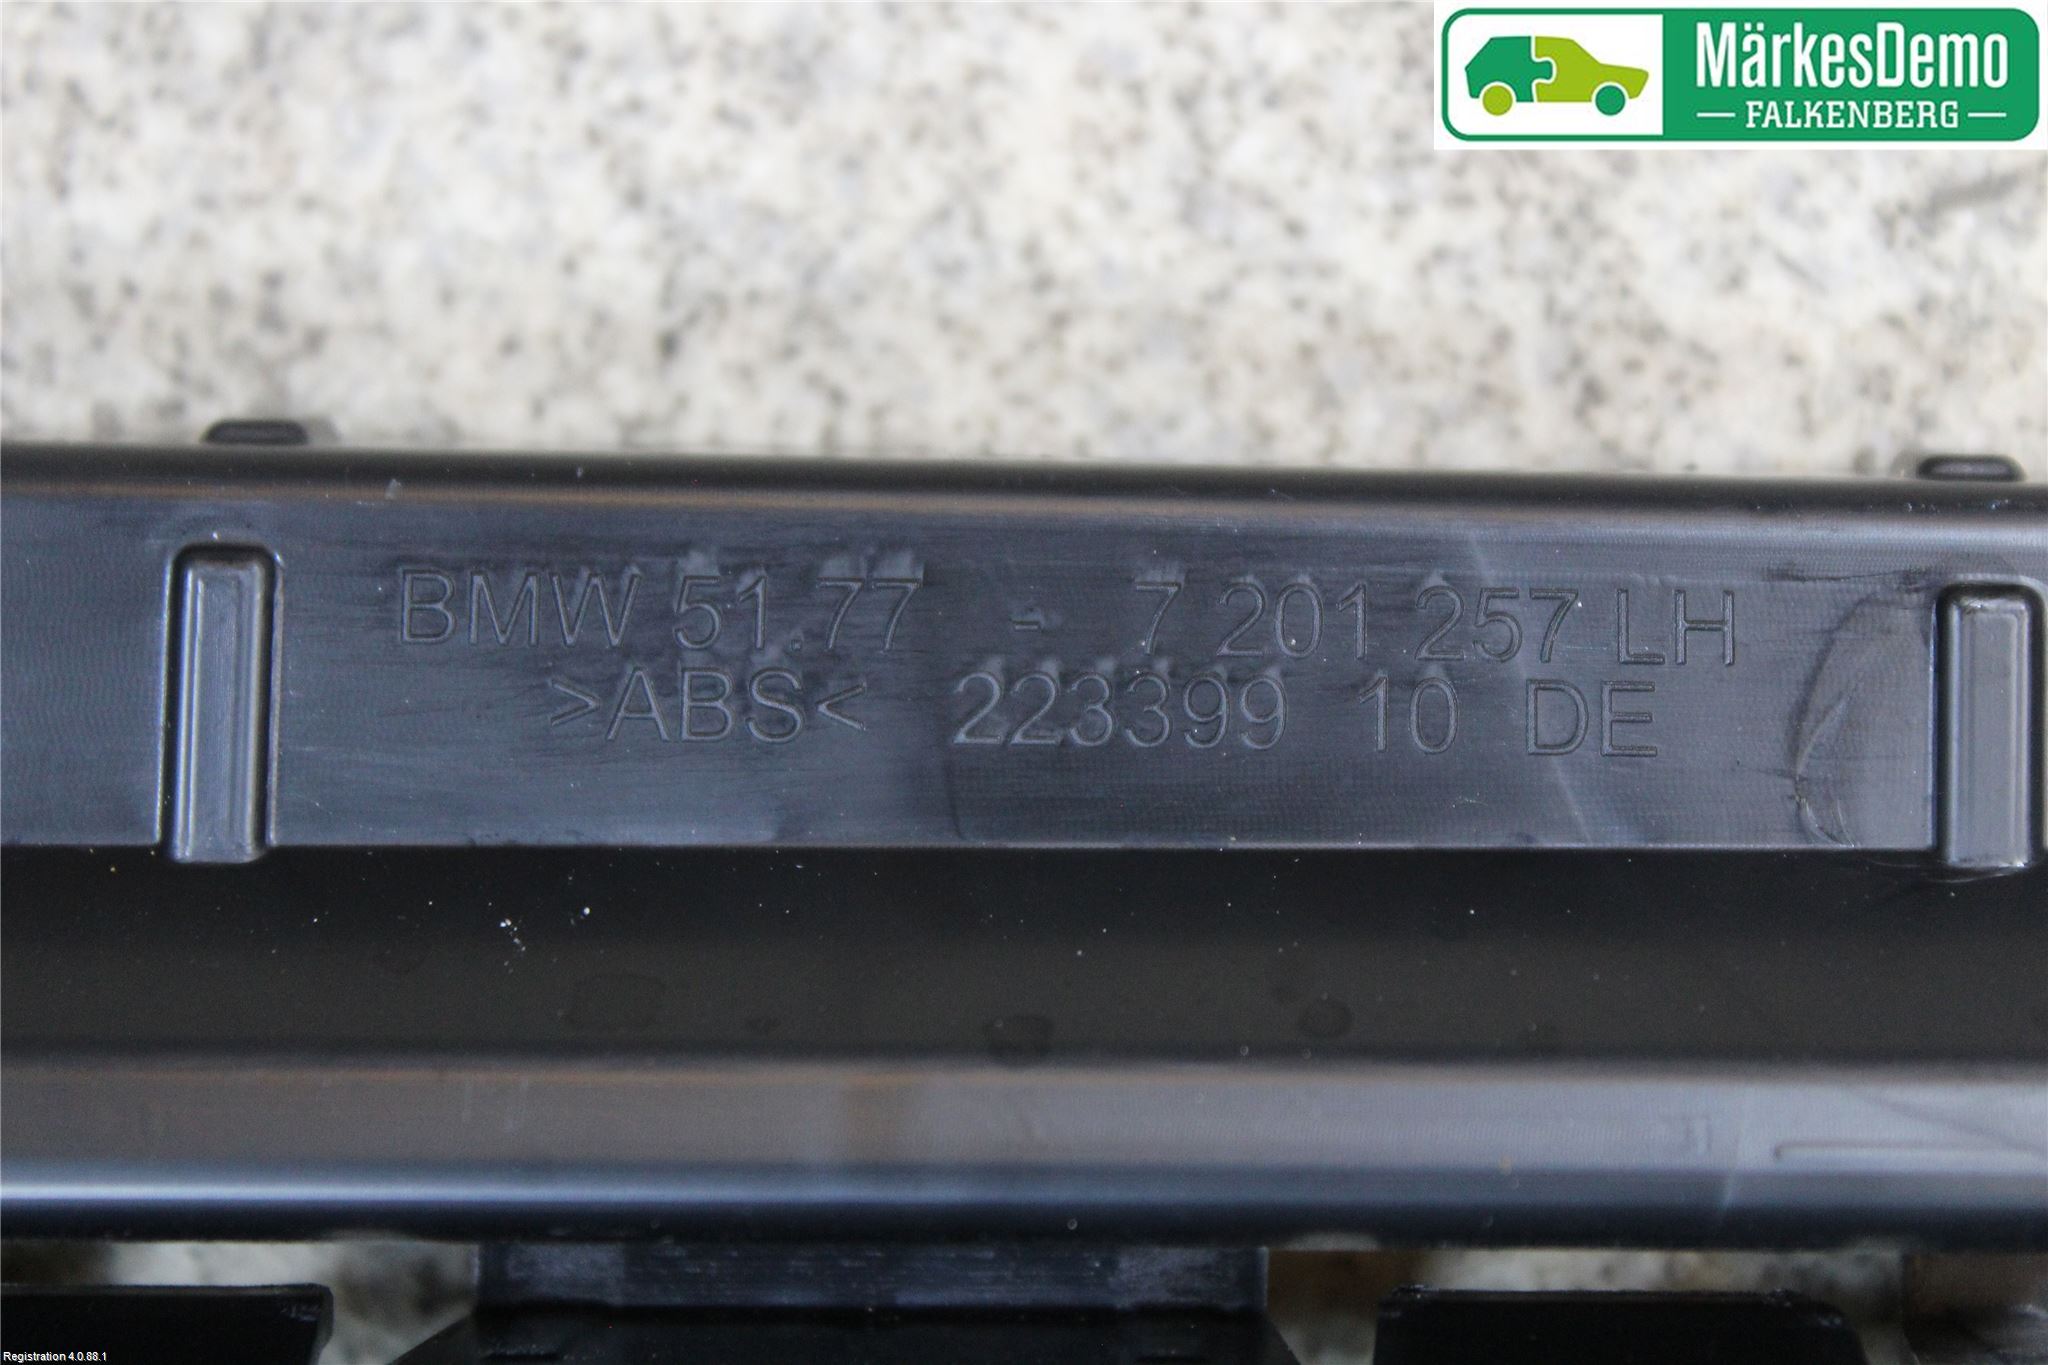 MärkesDemo
FALKENBERG
BMW 51.77 - 7 201 257 LH
>ABS< 223399 10 DE
Registration 4.0.88.1